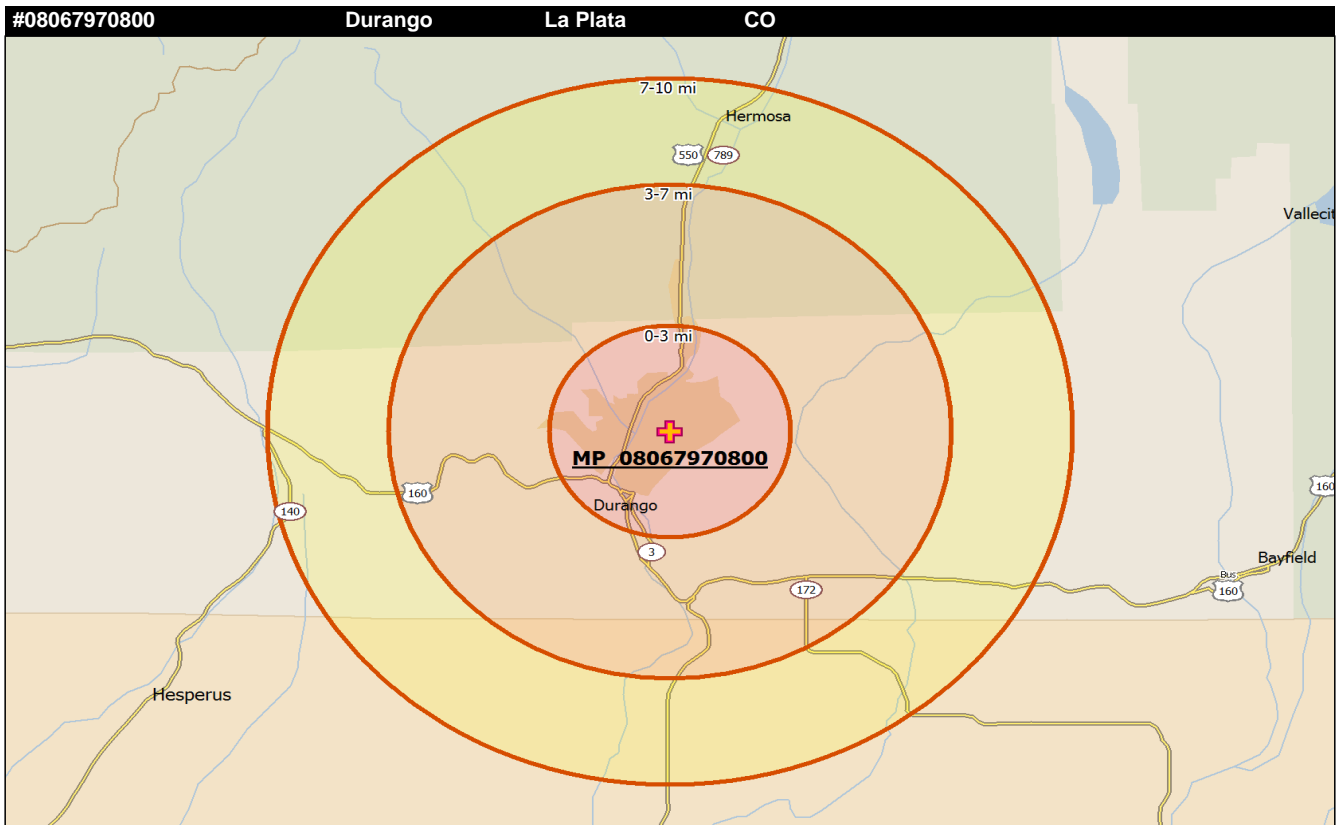 #08067970800 Durango La Plata CO
7-10 mi
Hermosa
550 789
3-7 mi
Vallecit
0-3 mi
MP 08067970800
160
160
140
Durango
3
Bayfield
Bus
160
172
Hesperus